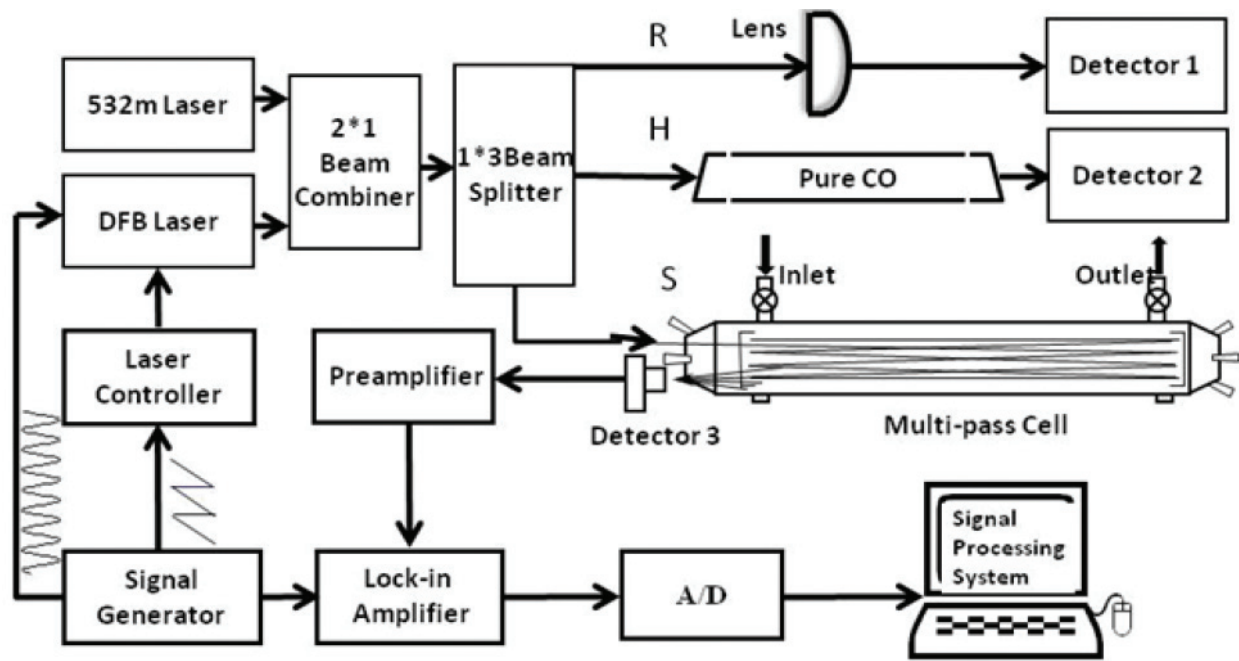 R
Lens
532m Laser
2*1
Beam
Combiner
1*3Beam
Splitter
Detector 1
H
Pure CO
Detector 2
DFB Laser
S
Inlet
Outlet
Laser
Controller
Preamplifier
Detector 3
Multi-pass Cell
Signal
Generator
Lock-in
Amplifier
A/D
Signal
Processing
System